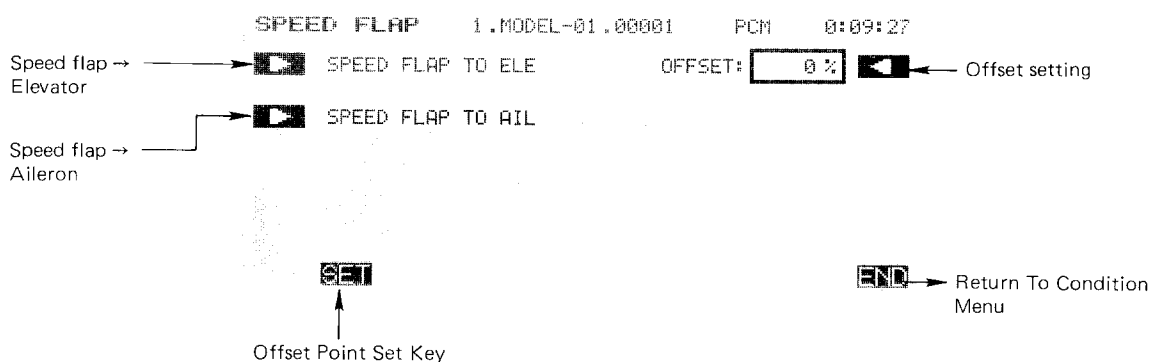 SPEED FLAP 1.MODEL-01.00001 PCM 0:09:27
Speed flap →
Elevator
SPEED FLAP TO ELE OFFSET: 0 % Offset setting
SPEED FLAP TO AIL
Speed flap →
Aileron
SET END Return To Condition
Menu
Offset Point Set Key